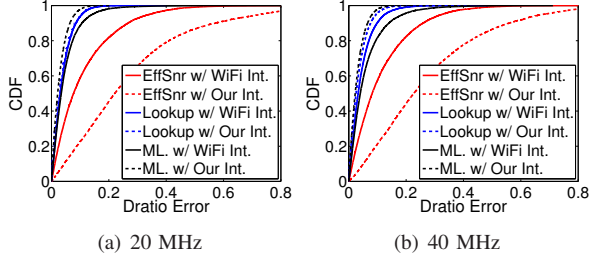 1
0.8
0.6
0.4
0.2
0
CDF
EffSnr w/ WiFi Int.
EffSnr w/ Our Int.
Lookup w/ WiFi Int.
Lookup w/ Our Int.
ML. w/ WiFi Int.
ML. w/ Our Int.
0 0.2 0.4 0.6 0.8
Dratio Error
(a) 20 MHz
1
0.8
0.6
0.4
0.2
0
CDF
EffSnr w/ WiFi Int.
EffSnr w/ Our Int.
Lookup w/ WiFi Int.
Lookup w/ Our Int.
ML. w/ WiFi Int.
ML. w/ Our Int.
0 0.2 0.4 0.6 0.8
Dratio Error
(b) 40 MHz